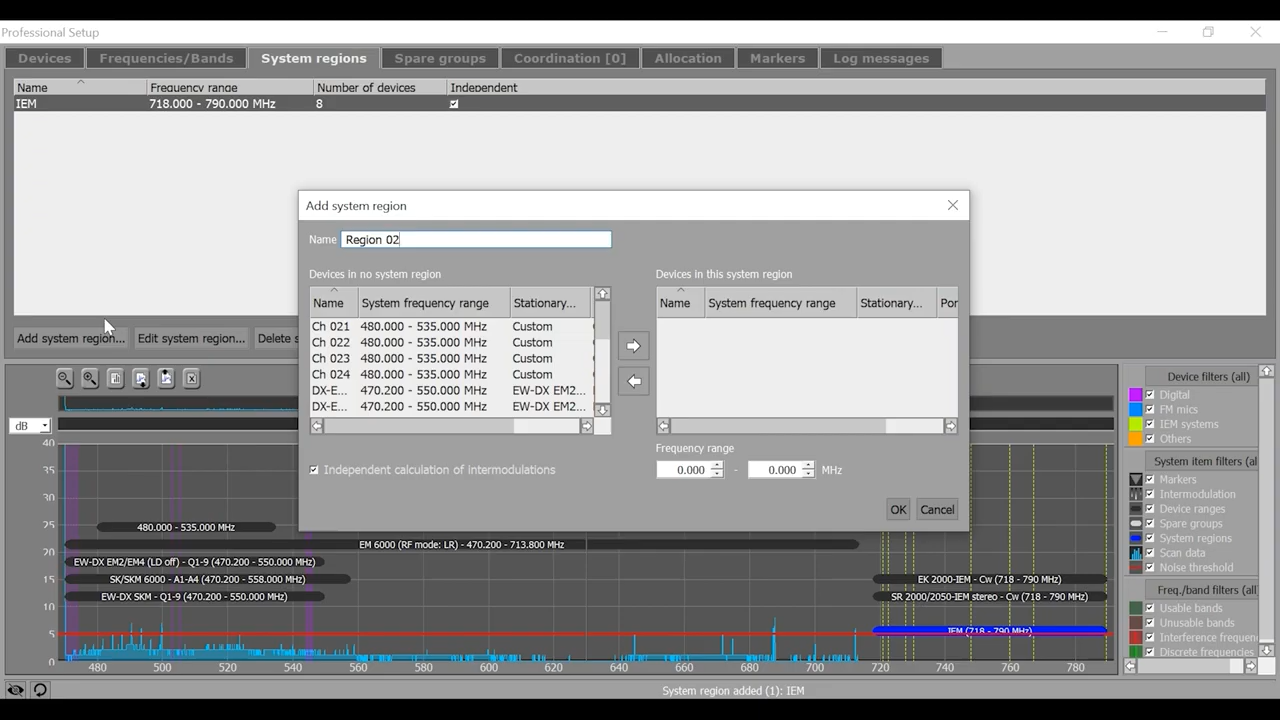 Professional Setup
Devices Frequencies/Bands System regions Spare groups Coordination [0] Allocation Markers Log messages
Name Frequency range Number of devices Independent
IEM 718.000 - 790.000 MHz 8
Add system region
Name Region 02
Devices in no system region Devices in this system region
Name System frequency range Stationary... Name System frequency range Stationary... Por
Ch 021 480.000 - 535.000 MHz Custom
Ch 022 480.000 - 535.000 MHz Custom
Ch 023 480.000 - 535.000 MHz Custom
Ch 024 480.000 - 535.000 MHz Custom
DX-E... 470.200 - 550.000 MHz EW-DX EM2...
DX-E... 470.200 - 550.000 MHz EW-DX EM2...
Add system region... Edit system region... Delete s
Frequency range
0.000 - 0.000 MHz
Independent calculation of intermodulations
OK Cancel
dB
40
35
30
25
20
15
10
5
0
480.000 - 535.000 MHz
EM 6000 (RF mode: LR) - 470.200 - 713.800 MHz
EW-DX EM2/EM4 (LD off) - Q1-9 (470.200 - 550.000 MHz)
SK/SKM 6000 - A1-A4 (470.200 - 558.000 MHz) EK 2000-IEM - Cw (718 - 790 MHz)
EW-DX SKM - Q1-9 (470.200 - 550.000 MHz) SR 2000/2050-IEM stereo - Cw (718 - 790 MHz)
IEM (718 - 790 MHz)
480 500 520 540 560 580 600 620 640 660 680 700 720 740 760 780
Device filters (all)
Digital
FM mics
IEM systems
Others
System item filters (al
Markers
Intermodulation
Device ranges
Spare groups
System regions
Scan data
Noise threshold
Freq./band filters (all
Usable bands
Unusable bands
Interference frequen
Discrete frequencies
System region added (1): IEM